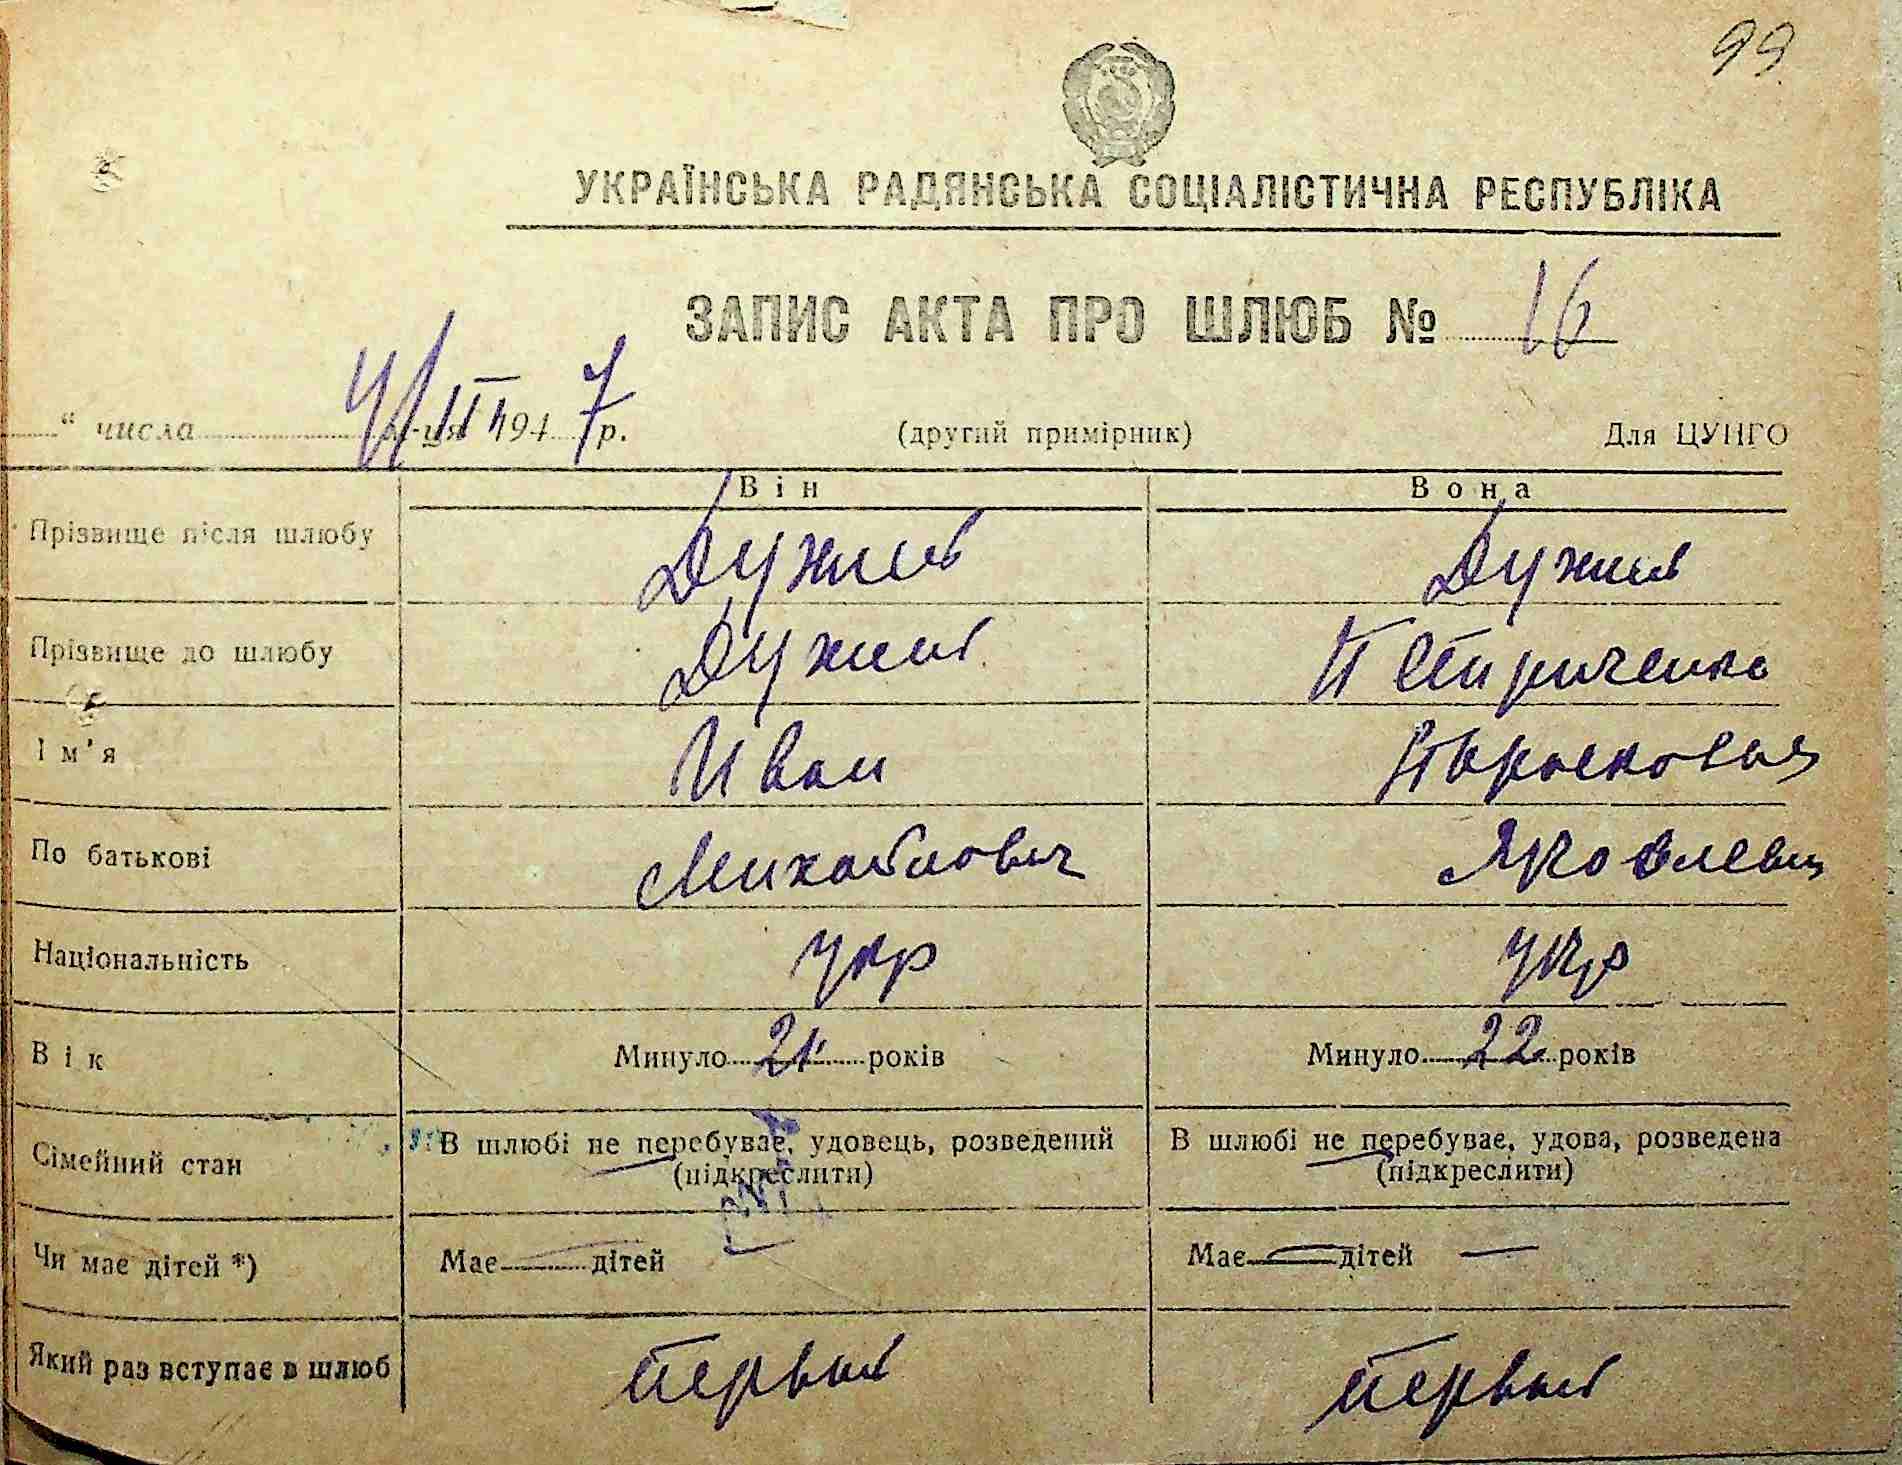 99
УКРАЇНСЬКА РАДЯНСЬКА СОЦІАЛІСТИЧНА РЕСПУБЛІКА
ЗАПИС АКТА ПРО ШЛЮБ № 16
" числа м-ця 194 7 р. (другий примірник) Для ЦУНГО
Він Вона
Прізвище після шлюбу
Прізвище до шлюбу Петриченко
Ім'я Иван
По батькові Михайлович Яковлевна
Національність укр укр
Вік Минуло 21 років Минуло 22 років
Сімейний стан В шлюбі не перебуває, удовець, розведений В шлюбі не перебуває, удова, розведена
(підкреслити) (підкреслити)
Чи має дітей *) Має — дітей Має — дітей —
Який раз вступає в шлюб первый первый